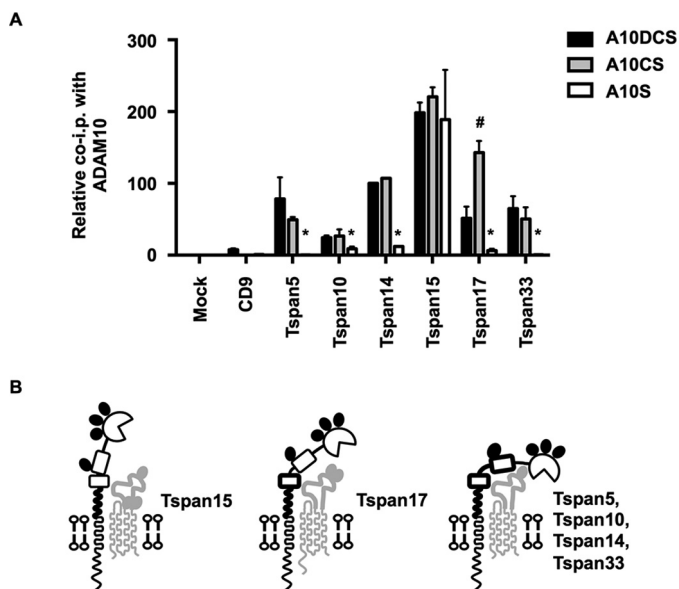 A
Relative co-i.p. with
ADAM10
300
200
100
0
#
*
*
*
*
*
Mock
CD9
Tspan5
Tspan10
Tspan14
Tspan15
Tspan17
Tspan33
A10DCS
A10CS
A10S
B
Tspan15
Tspan17
Tspan5,
Tspan10,
Tspan14,
Tspan33